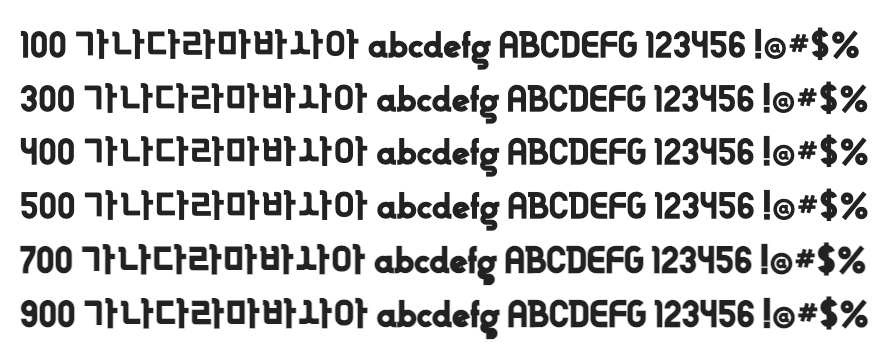 100 가나다라마바사아 abcdefg ABCDEFG 123456 !@#$%
300 가나다라마바사아 abcdefg ABCDEFG 123456 !@#$%
400 가나다라마바사아 abcdefg ABCDEFG 123456 !@#$%
500 가나다라마바사아 abcdefg ABCDEFG 123456 !@#$%
700 가나다라마바사아 abcdefg ABCDEFG 123456 !@#$%
900 가나다라마바사아 abcdefg ABCDEFG 123456 !@#$%